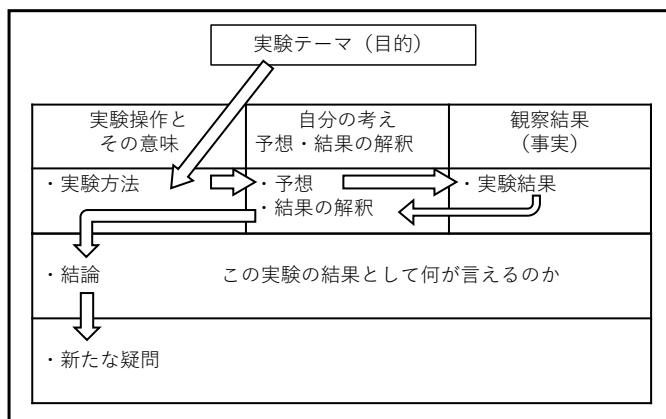 実験テーマ（目的）
実験操作と
その意味
自分の考え
予想・結果の解釈
観察結果
（事実）
・実験方法
・予想
・結果の解釈
・実験結果
・結論
この実験の結果として何が言えるのか
・新たな疑問